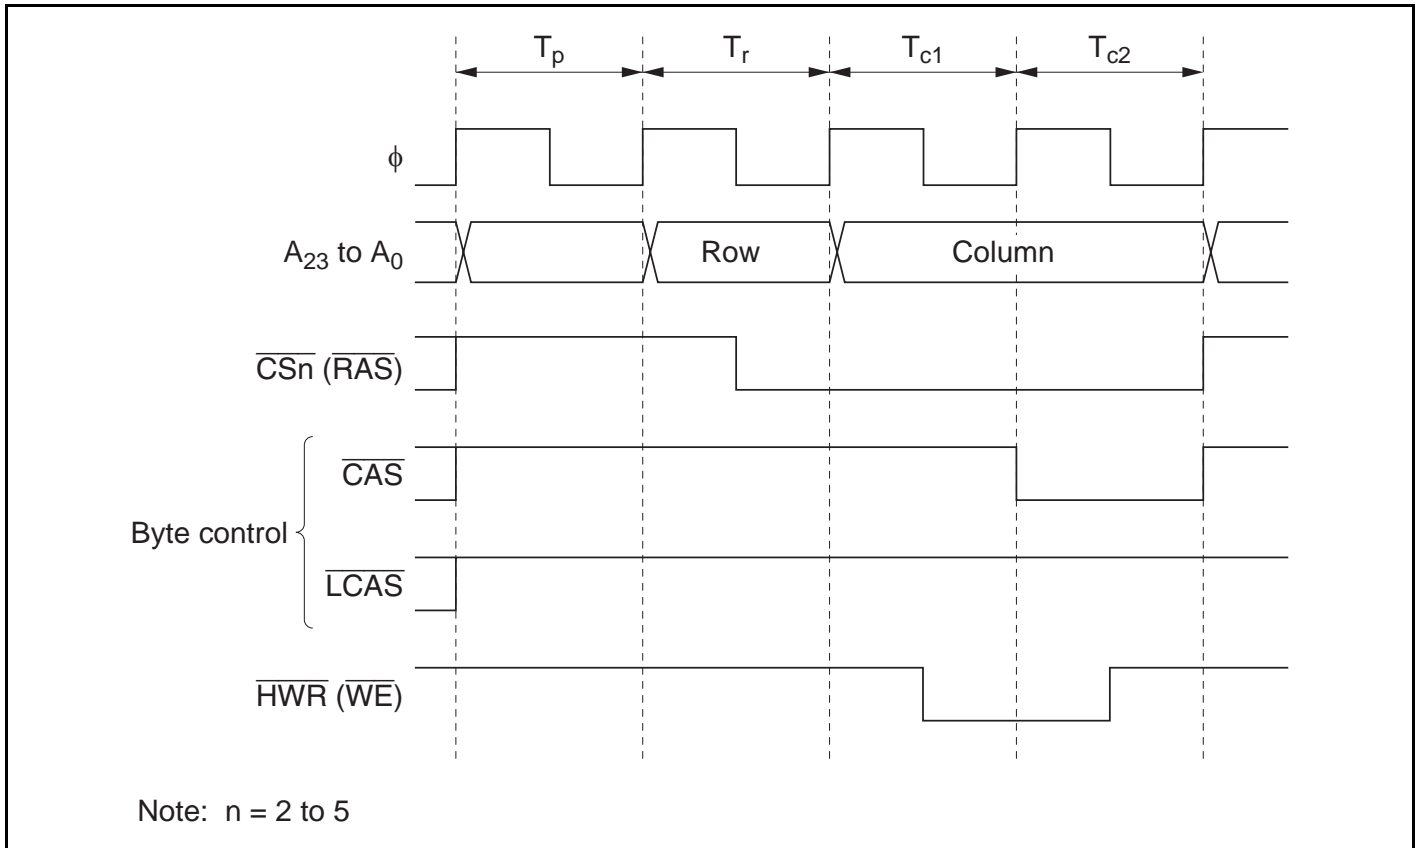 Tp Tr Tc1 Tc2
φ
A23 to A0 Row Column
CSn (RAS)
CAS
Byte control
LCAS
HWR (WE)
Note: n = 2 to 5